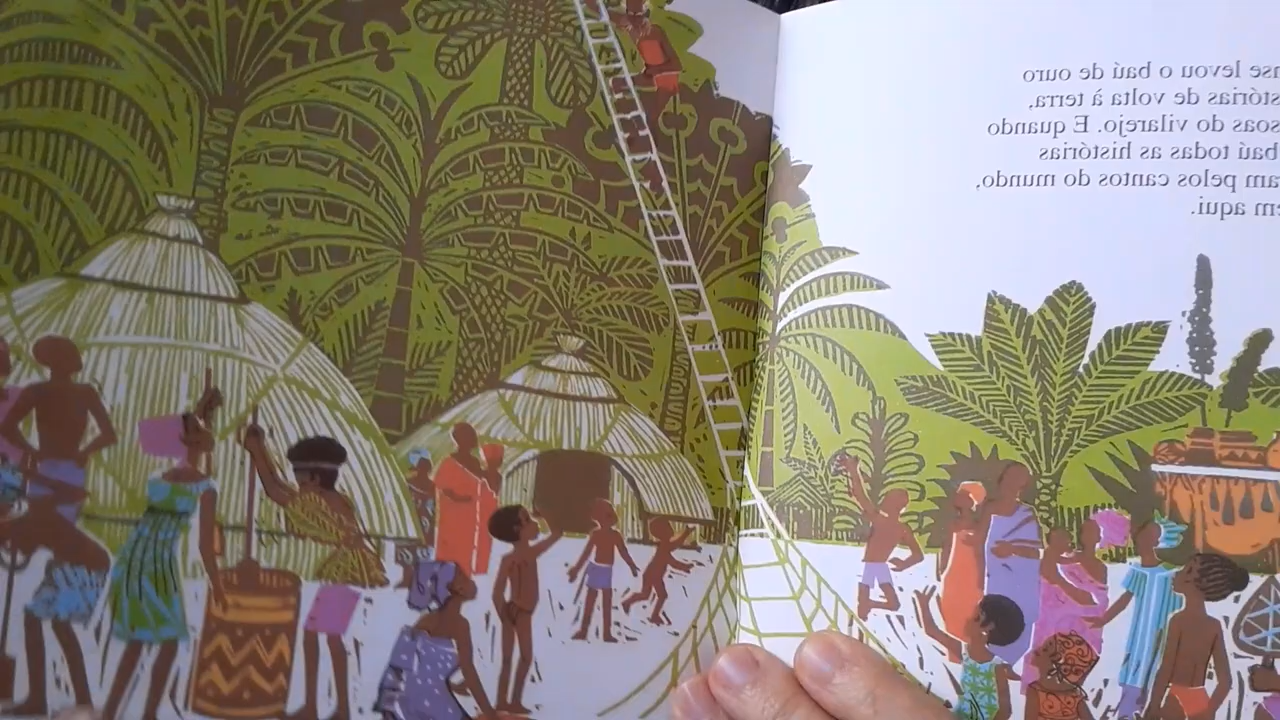 nse levou o baú de ouro
stórias de volta à terra,
soas do vilarejo. E quando
baú todas as histórias
am pelos cantos do mundo,
em aqui.